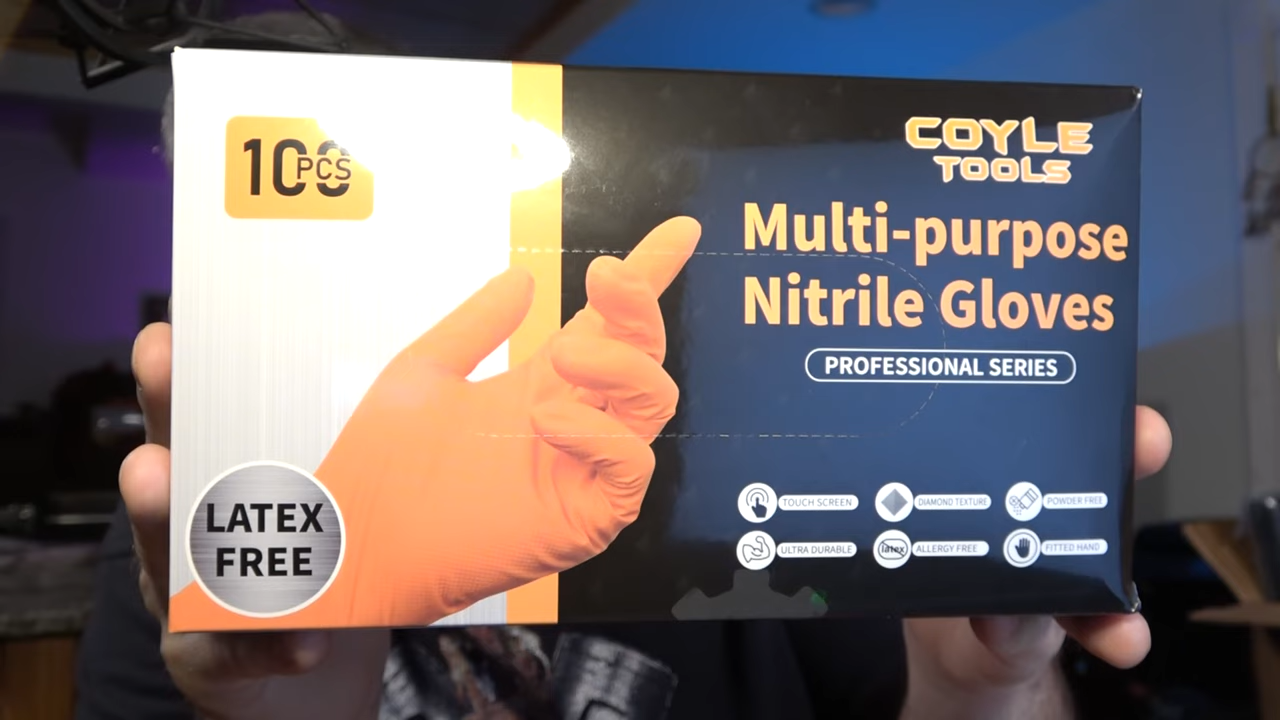 100 PCS
COYLE
TOOLS
Multi-purpose
Nitrile Gloves
PROFESSIONAL SERIES
TOUCH SCREEN
DIAMOND TEXTURE
POWDER FREE
ULTRA DURABLE
latex
ALLERGY FREE
FITTED HAND
LATEX
FREE